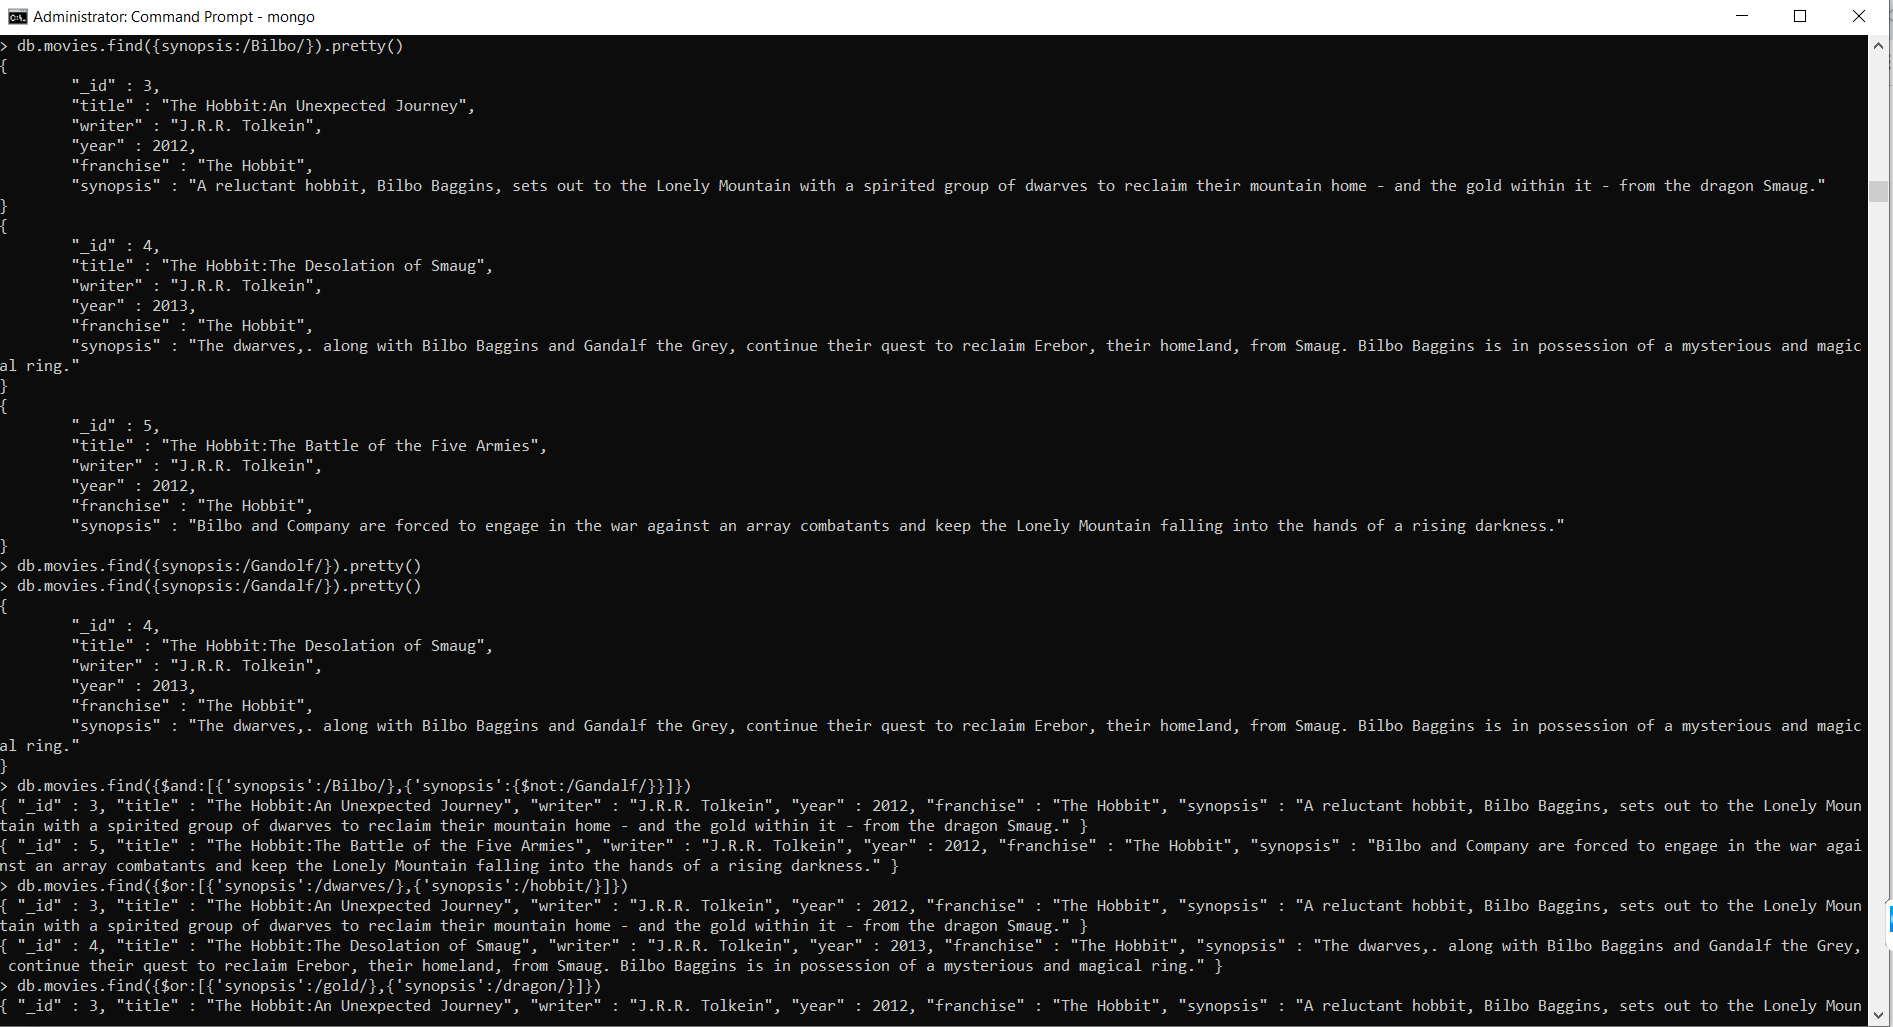 Administrator: Command Prompt - mongo
> db.movies.find({synopsis:/Bilbo/}).pretty()
{
"_id" : 3,
"title" : "The Hobbit:An Unexpected Journey",
"writer" : "J.R.R. Tolkein",
"year" : 2012,
"franchise" : "The Hobbit",
"synopsis" : "A reluctant hobbit, Bilbo Baggins, sets out to the Lonely Mountain with a spirited group of dwarves to reclaim their mountain home - and the gold within it - from the dragon Smaug."
}
{
"_id" : 4,
"title" : "The Hobbit:The Desolation of Smaug",
"writer" : "J.R.R. Tolkein",
"year" : 2013,
"franchise" : "The Hobbit",
"synopsis" : "The dwarves,. along with Bilbo Baggins and Gandalf the Grey, continue their quest to reclaim Erebor, their homeland, from Smaug. Bilbo Baggins is in possession of a mysterious and magic
al ring."
}
{
"_id" : 5,
"title" : "The Hobbit:The Battle of the Five Armies",
"writer" : "J.R.R. Tolkein",
"year" : 2012,
"franchise" : "The Hobbit",
"synopsis" : "Bilbo and Company are forced to engage in the war against an array combatants and keep the Lonely Mountain falling into the hands of a rising darkness."
}
> db.movies.find({synopsis:/Gandolf/}).pretty()
> db.movies.find({synopsis:/Gandalf/}).pretty()
{
"_id" : 4,
"title" : "The Hobbit:The Desolation of Smaug",
"writer" : "J.R.R. Tolkein",
"year" : 2013,
"franchise" : "The Hobbit",
"synopsis" : "The dwarves,. along with Bilbo Baggins and Gandalf the Grey, continue their quest to reclaim Erebor, their homeland, from Smaug. Bilbo Baggins is in possession of a mysterious and magic
al ring."
}
> db.movies.find({$and:[{'synopsis':/Bilbo/},{'synopsis':{$not:/Gandalf/}}]})
{ "_id" : 3, "title" : "The Hobbit:An Unexpected Journey", "writer" : "J.R.R. Tolkein", "year" : 2012, "franchise" : "The Hobbit", "synopsis" : "A reluctant hobbit, Bilbo Baggins, sets out to the Lonely Moun
tain with a spirited group of dwarves to reclaim their mountain home - and the gold within it - from the dragon Smaug." }
{ "_id" : 5, "title" : "The Hobbit:The Battle of the Five Armies", "writer" : "J.R.R. Tolkein", "year" : 2012, "franchise" : "The Hobbit", "synopsis" : "Bilbo and Company are forced to engage in the war agai
nst an array combatants and keep the Lonely Mountain falling into the hands of a rising darkness." }
> db.movies.find({$or:[{'synopsis':/dwarves/},{'synopsis':/hobbit/}]})
{ "_id" : 3, "title" : "The Hobbit:An Unexpected Journey", "writer" : "J.R.R. Tolkein", "year" : 2012, "franchise" : "The Hobbit", "synopsis" : "A reluctant hobbit, Bilbo Baggins, sets out to the Lonely Moun
tain with a spirited group of dwarves to reclaim their mountain home - and the gold within it - from the dragon Smaug." }
{ "_id" : 4, "title" : "The Hobbit:The Desolation of Smaug", "writer" : "J.R.R. Tolkein", "year" : 2013, "franchise" : "The Hobbit", "synopsis" : "The dwarves,. along with Bilbo Baggins and Gandalf the Grey,
continue their quest to reclaim Erebor, their homeland, from Smaug. Bilbo Baggins is in possession of a mysterious and magical ring." }
> db.movies.find({$or:[{'synopsis':/gold/},{'synopsis':/dragon/}]})
{ "_id" : 3, "title" : "The Hobbit:An Unexpected Journey", "writer" : "J.R.R. Tolkein", "year" : 2012, "franchise" : "The Hobbit", "synopsis" : "A reluctant hobbit, Bilbo Baggins, sets out to the Lonely Moun